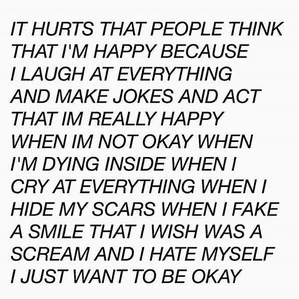 IT HURTS THAT PEOPLE THINK
THAT I'M HAPPY BECAUSE
I LAUGH AT EVERYTHING
AND MAKE JOKES AND ACT
THAT IM REALLY HAPPY
WHEN IM NOT OKAY WHEN
I'M DYING INSIDE WHEN I
CRY AT EVERYTHING WHEN I
HIDE MY SCARS WHEN I FAKE
A SMILE THAT I WISH WAS A
SCREAM AND I HATE MYSELF
I JUST WANT TO BE OKAY